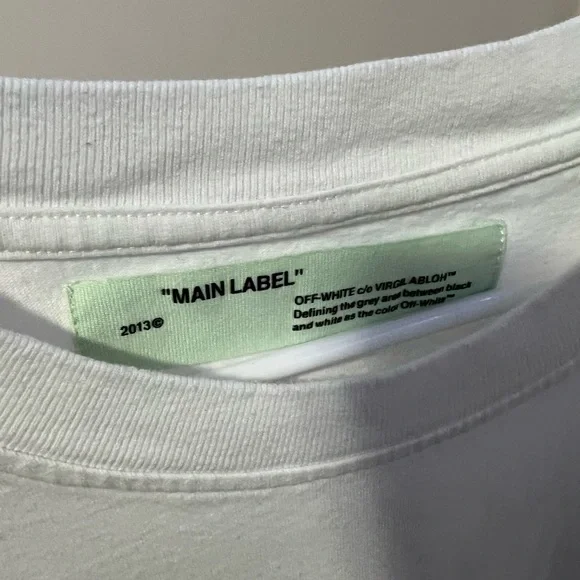 "MAIN LABEL"
2013©
OFF-WHITE c/o VIRGIL ABLOH™
Defining the grey area between black
and white as the color Off-White™